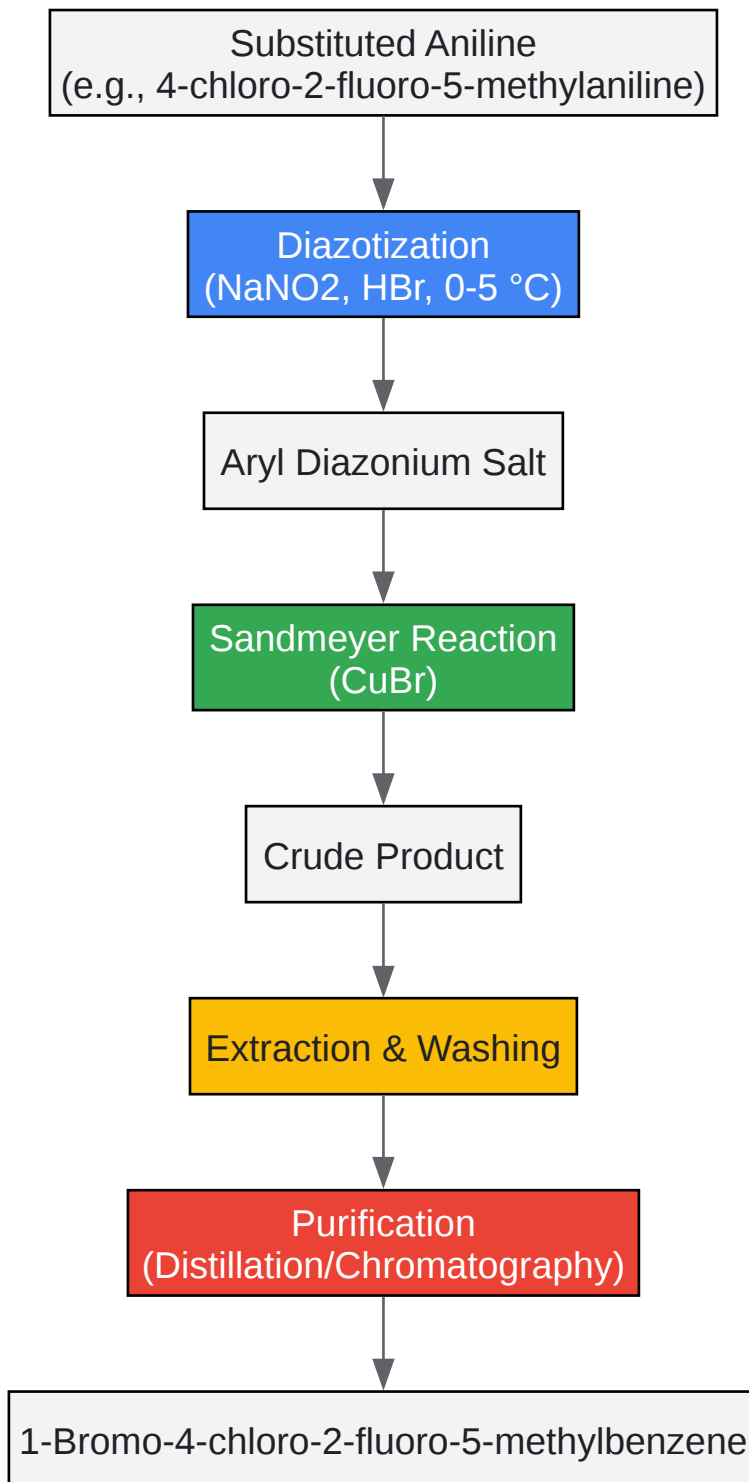 Substituted Aniline
(e.g., 4-chloro-2-fluoro-5-methylaniline)
Diazotization
(NaNO2, HBr, 0-5 °C)
Aryl Diazonium Salt
Sandmeyer Reaction
(CuBr)
Crude Product
Extraction & Washing
Purification
(Distillation/Chromatography)
1-Bromo-4-chloro-2-fluoro-5-methylbenzene